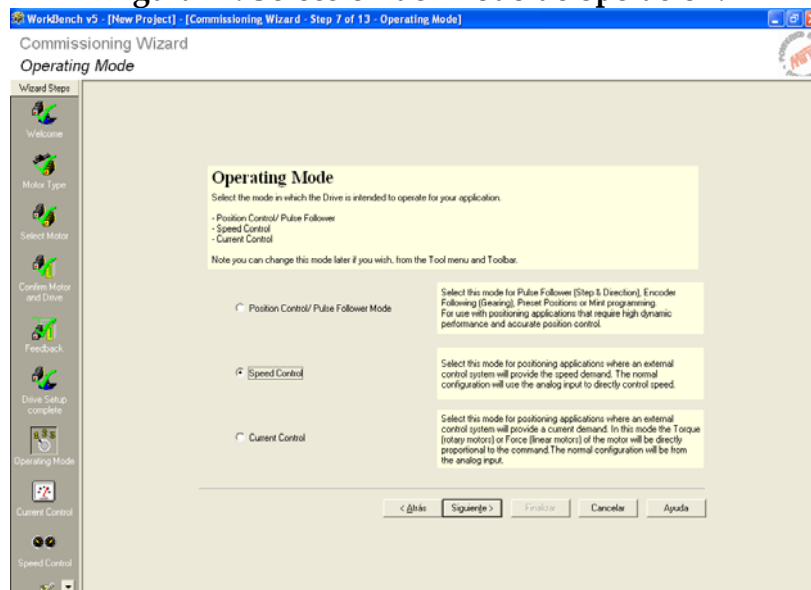 WorkBench v5 - [New Project] - [Commissioning Wizard - Step 7 of 13 - Operating Mode]
Commissioning Wizard
Operating Mode
Wizard Steps
Welcome
Motor Type
Select Motor
Confirm Motor
and Drive
Feedback
Drive Setup
complete
Operating Mode
Current Control
Speed Control
Operating Mode
Select the mode in which the Drive is intended to operate for your application.
- Position Control/ Pulse Follower
- Speed Control
- Current Control
Note you can change this mode later if you wish, from the Tool menu and Toolbar.
Position Control/ Pulse Follower Mode
Select this mode for Pulse Follower (Step & Direction), Encoder
Following (Gearing), Preset Positions or Mint programming.
For use with positioning applications that require high dynamic
performance and accurate position control.
Speed Control
Select this mode for positioning applications where an external
control system will provide the speed demand. The normal
configuration will use the analog input to directly control speed.
Current Control
Select this mode for positioning applications where an external
control system will provide a current demand. In this mode the Torque
(rotary motors) or Force (linear motors) of the motor will be directly
proportional to the command.The normal configuration will be from
the analog input.
< Atrás
Siguiente >
Finalizar
Cancelar
Ayuda